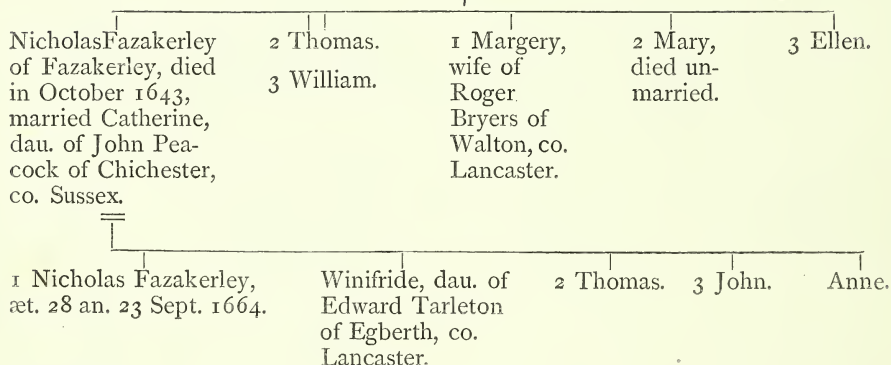 NicholasFazakerley
of Fazakerley, died
in October 1643,
married Catherine,
dau. of John Pea-
cock of Chichester,
co. Sussex.
2 Thomas.
3 William.
1 Margery,
wife of
Roger
Bryers of
Walton, co.
Lancaster.
2 Mary,
died un-
married.
3 Ellen.
1 Nicholas Fazakerley,
æt. 28 an. 23 Sept. 1664.
Winifride, dau. of
Edward Tarleton
of Egberth, co.
Lancaster.
2 Thomas.
3 John.
Anne.